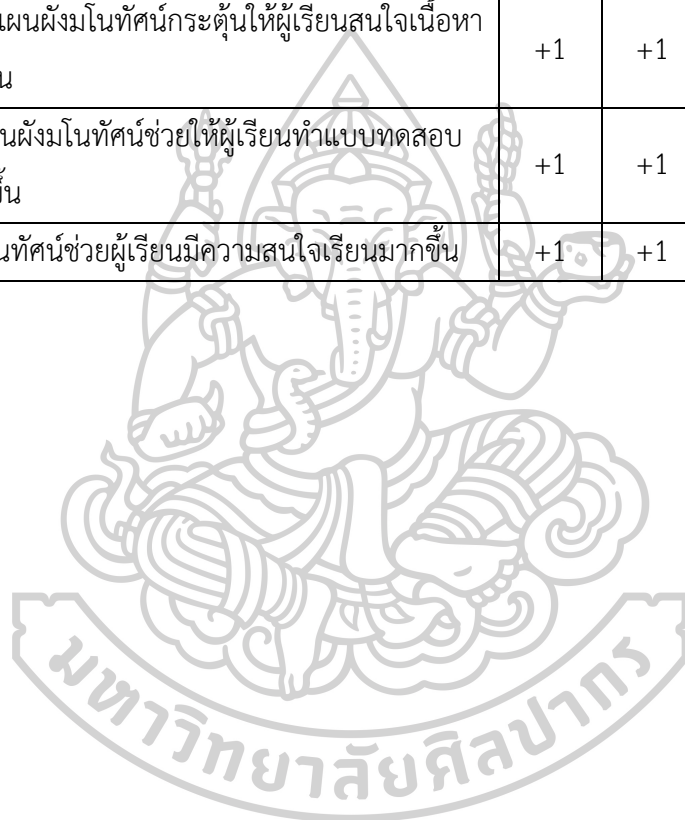 แผนผังมโนทัศน์กระตุ้นให้ผู้เรียนสนใจเนื้อหา
+1 +1
น
นผังมโนทัศน์ช่วยให้ผู้เรียนทำแบบทดสอบ
+1 +1
ขึ้น
นทัศน์ช่วยผู้เรียนมีความสนใจเรียนมากขึ้น +1 +1
มหาวิทยาลัยศิลปากร